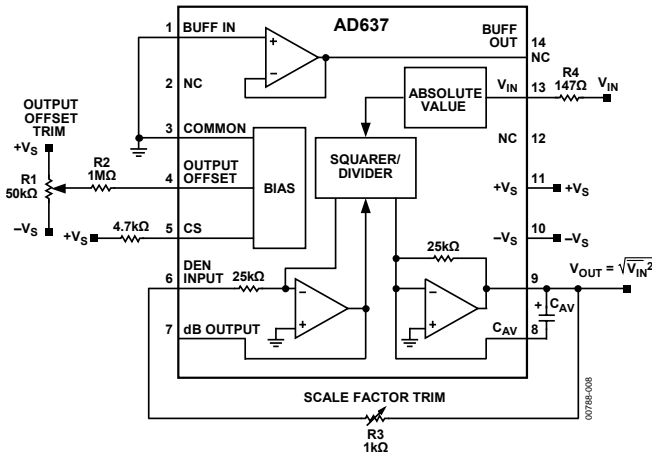 AD637
1 BUFF IN
BUFF OUT 14
NC
2 NC
ABSOLUTE VALUE
VIN 13
R4
147Ω
VIN
OUTPUT OFFSET TRIM
+VS
R1
50kΩ
–VS
R2
1MΩ
3 COMMON
4 OUTPUT OFFSET
BIAS
SQUARER/ DIVIDER
NC 12
+VS 11 +VS
–VS 10 –VS
+VS 4.7kΩ 5 CS
6 DEN INPUT
25kΩ
25kΩ
9
VOUT = √VIN²
+ CAV
7 dB OUTPUT
CAV 8
SCALE FACTOR TRIM
R3
1kΩ
00788-008